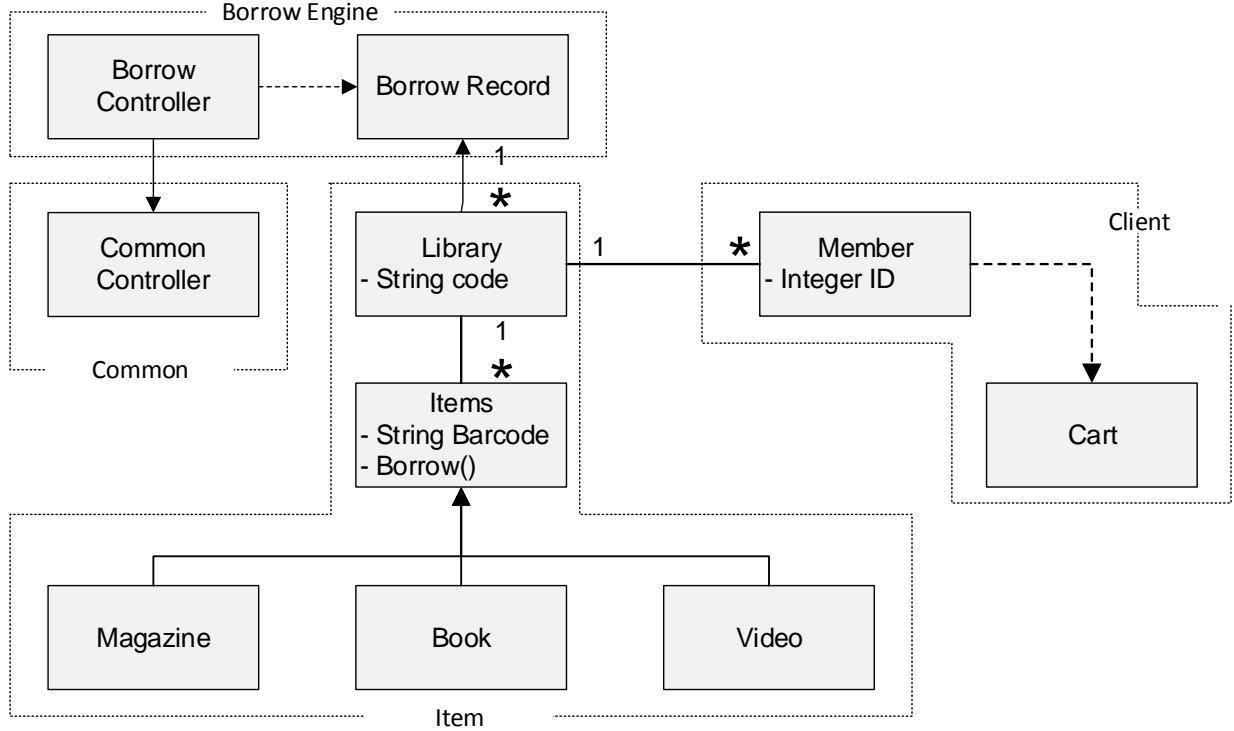 Borrow Engine
Borrow
Controller
Borrow Record
1
*
Common
Controller
Common
Library
- String code
1
*
Member
- Integer ID
Client
1
*
Items
- String Barcode
- Borrow()
Cart
Magazine
Book
Video
Item